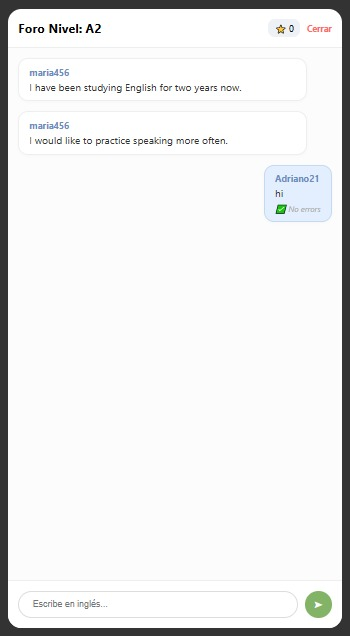 Foro Nivel: A2
⭐ 0
Cerrar
maria456
I have been studying English for two years now.
maria456
I would like to practice speaking more often.
Adriano21
hi
✅ No errors
Escribe en inglés...
➤